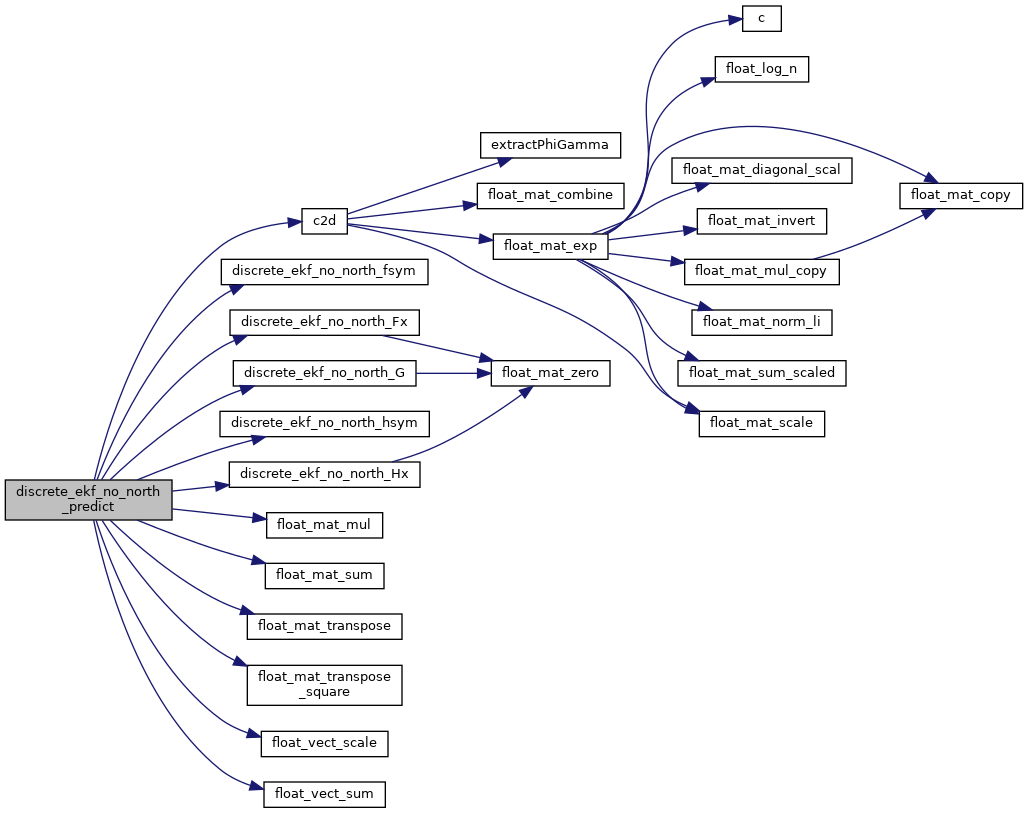 discrete_ekf_no_north
_predict
c2d
discrete_ekf_no_north_fsym
discrete_ekf_no_north_Fx
discrete_ekf_no_north_G
discrete_ekf_no_north_hsym
discrete_ekf_no_north_Hx
float_mat_mul
float_mat_sum
float_mat_transpose
float_mat_transpose
_square
float_vect_scale
float_vect_sum
extractPhiGamma
float_mat_combine
float_mat_exp
float_mat_zero
c
float_log_n
float_mat_diagonal_scal
float_mat_invert
float_mat_mul_copy
float_mat_norm_li
float_mat_sum_scaled
float_mat_scale
float_mat_copy